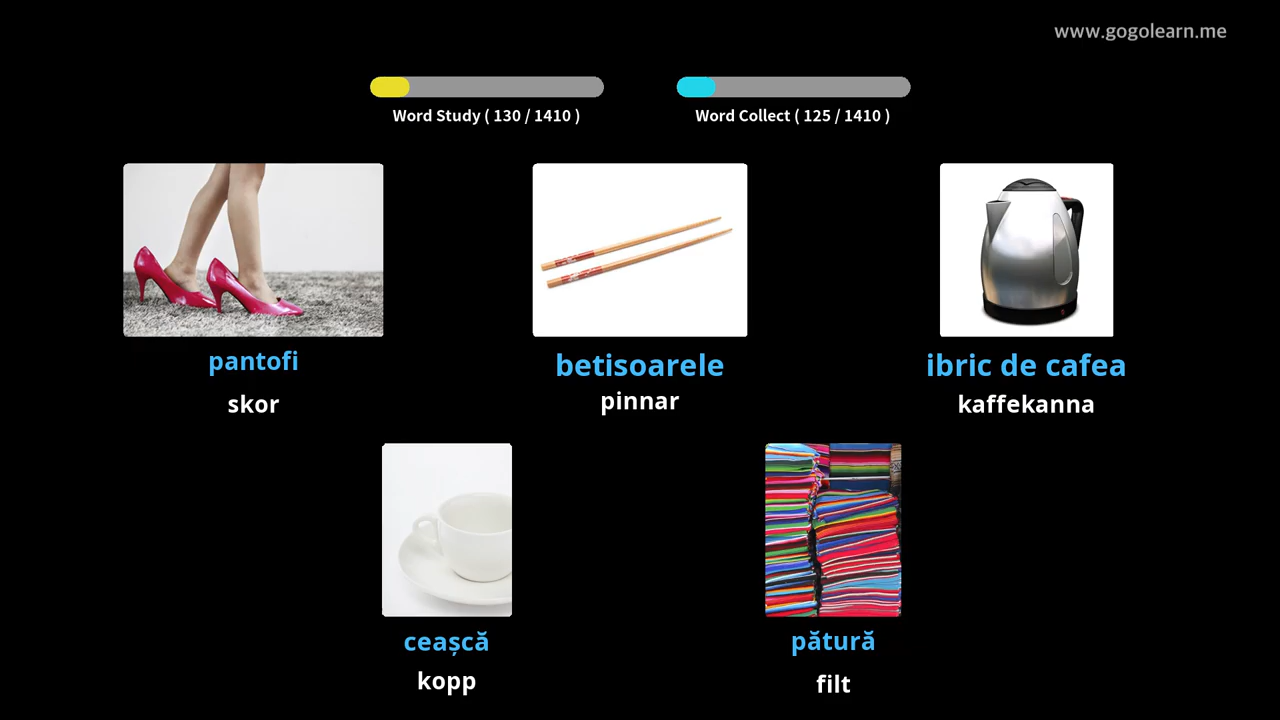 www.gogolearn.me
Word Study ( 130 / 1410 )
Word Collect ( 125 / 1410 )
pantofi
skor
betisoarele
pinnar
ibric de cafea
kaffekanna
ceașcă
kopp
pătură
filt